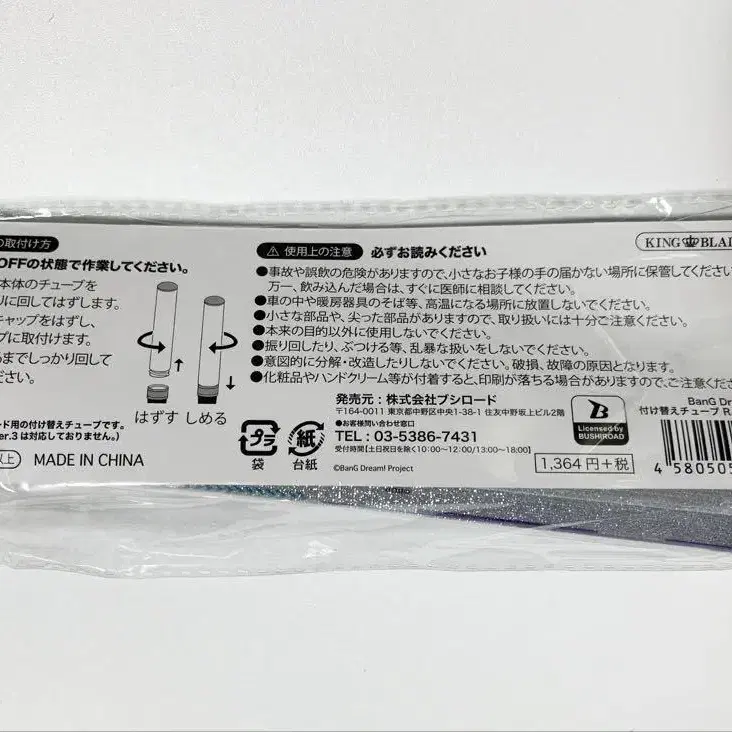 の取付け方
OFFの状態で作業してください。
本体のチューブを
りに回してはずします。
キャップをはずし、
ブに取付けます。
るまでしっかり回して
ださい。
はずす しめる
ード用の付け替えチューブです。
er.3 は対応しておりません。)
以上 MADE IN CHINA
使用上の注意 必ずお読みください
KING BLAD
●事故や誤飲の危険がありますので、小さなお子様の手の届かない場所に保管してください
万一、飲み込んだ場合は、すぐに医師に相談してください。
●車の中や暖房器具のそば等、高温になる場所に放置しないでください。
●小さな部品や、尖った部品がありますので、取り扱いには十分ご注意ください。
●本来の目的以外に使用しないでください。
●振り回したり、ぶつける等、乱暴な扱いをしないでください。
●意図的に分解・改造したりしないでください。破損、故障の原因となります。
●化粧品やハンドクリーム等が付着すると、印刷が落ちる場合がありますので、ご注意くださ
プラ
袋
紙
台紙
発売元：株式会社ブシロード
〒164-0011 東京都中野区中央1-38-1 住友中野坂上ビル2階
●お客様問い合わせ窓口
TEL：03-5386-7431
受付時間【土日祝日を除く10:00～12:00/13:00～18:00】
©BanG Dream! Project
B
Licensed by
BUSHIROAD
1,364円+税
BanG Dr
付け替えチューブ R
4 580505